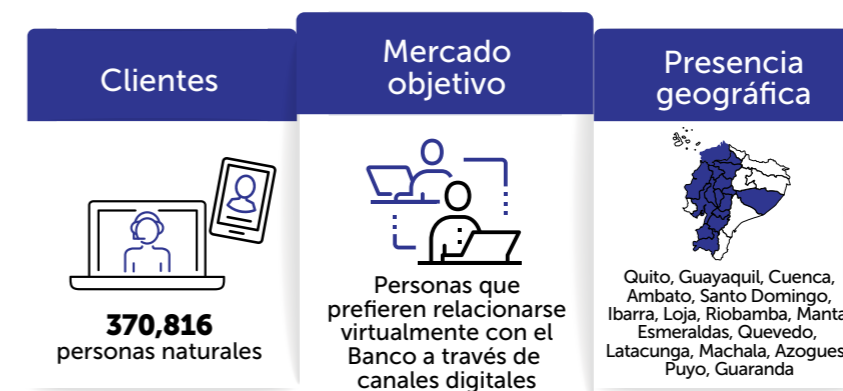 Clientes
370,816
personas naturales
Mercado
objetivo
Personas que
prefieren relacionarse
virtualmente con el
Banco a través de
canales digitales
Presencia
geográfica
Quito, Guayaquil, Cuenca,
Ambato, Santo Domingo,
Ibarra, Loja, Riobamba, Manta
Esmeraldas, Quevedo,
Latacunga, Machala, Azogues
Puyo, Guaranda